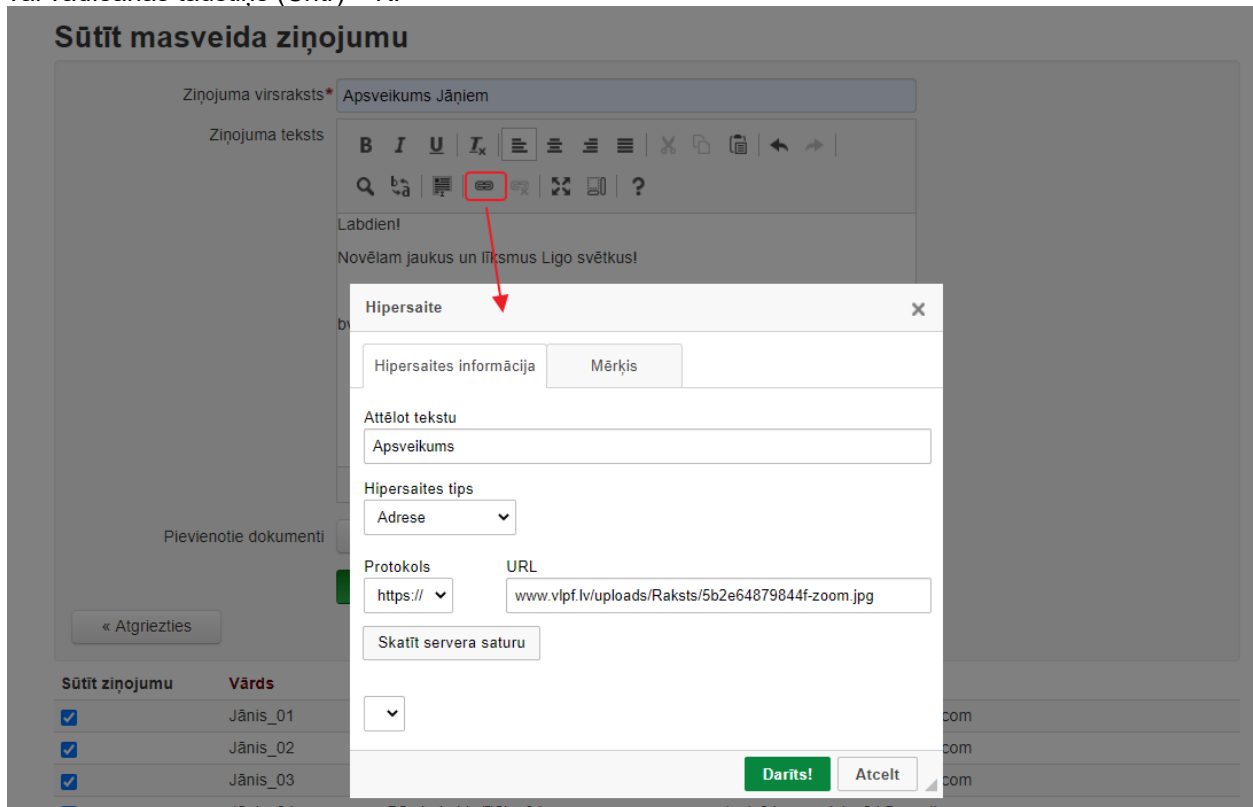 Sūtīt masveida ziņojumu
Ziņojuma virsraksts* Apsveikums Jāņiem
Ziņojuma teksts
B I U Ix
?
Labdien!
Novēlam jaukus un līksmus Ligo svētkus!
Hipersaite
Hipersaites informācija Mērķis
Attēlot tekstu
Apsveikums
Hipersaites tips
Adrese
Pievienotie dokumenti
Protokols URL
https:// www.vlpf.lv/uploads/Raksts/5b2e64879844f-zoom.jpg
« Atgriezties
Skatīt servera saturu
Sūtīt ziņojumu Vārds
Jānis_01 com
Jānis_02 com
Jānis_03 com
Darīts! Atcelt